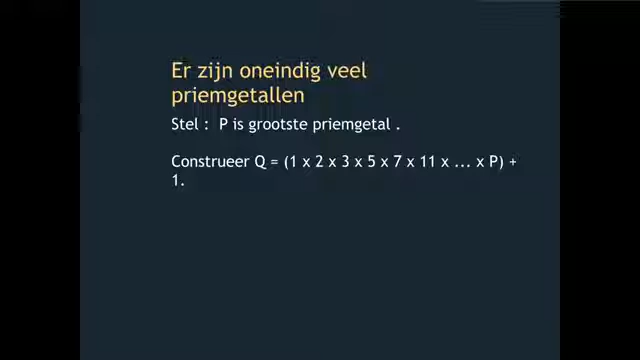 Er zijn oneindig veel
priemgetallen
Stel : P is grootste priemgetal .
Construeer Q = (1 x 2 x 3 x 5 x 7 x 11 x ... x P) +
1.